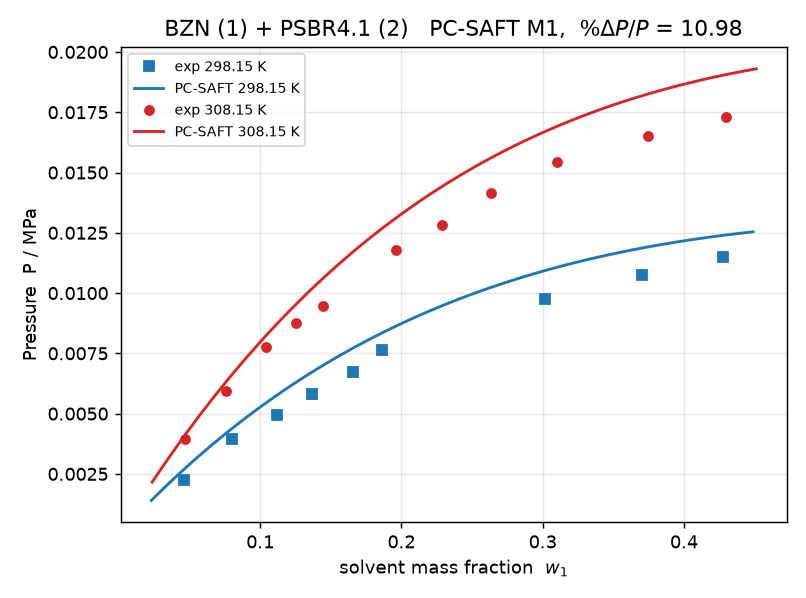 BZN (1) + PSBR4.1 (2)   PC-SAFT M1,  %ΔP/P = 10.98
exp 298.15 K
PC-SAFT 298.15 K
exp 308.15 K
PC-SAFT 308.15 K
Pressure  P / MPa
0.0200
0.0175
0.0150
0.0125
0.0100
0.0075
0.0050
0.0025
0.1
0.2
0.3
0.4
solvent mass fraction  w₁